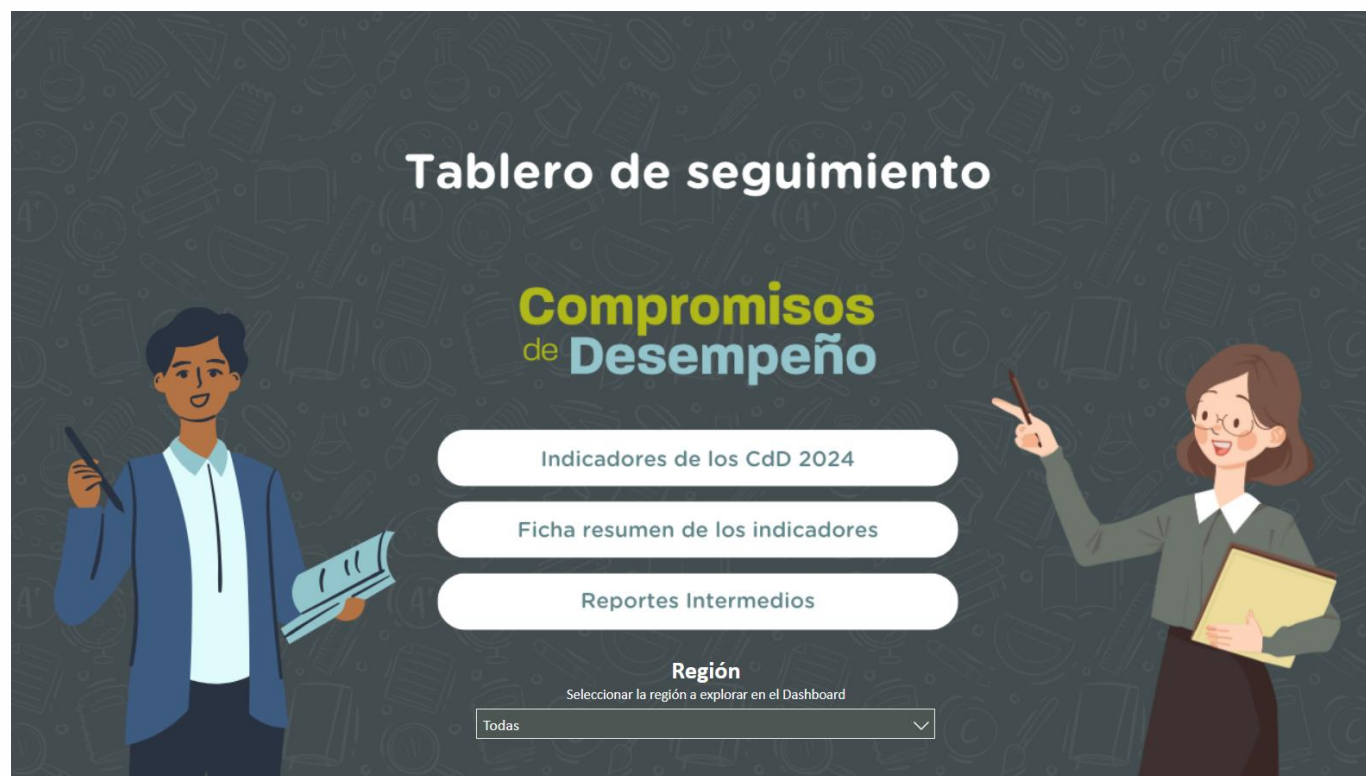 Tablero de seguimiento
Compromisos
de Desempeño
Indicadores de los CdD 2024
Ficha resumen de los indicadores
Reportes Intermedios
Región
Seleccionar la región a explorar en el Dashboard
Todas